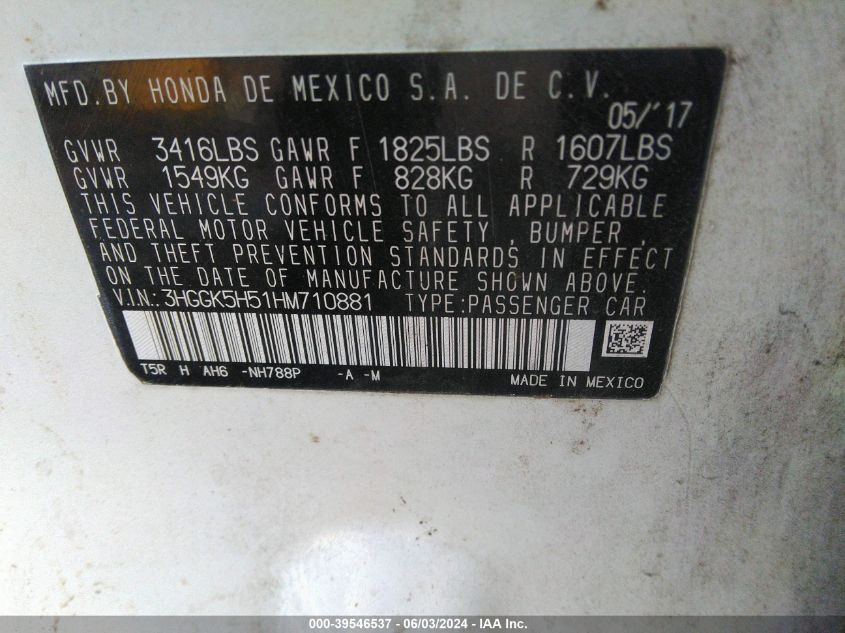 MFD.BY HONDA DE MEXICO S.A. DE C.V.
05/'17
GVWR 3416LBS GAWR F 1825LBS R 1607LBS
GVWR 1549KG GAWR F 828KG R 729KG
THIS VEHICLE CONFORMS TO ALL APPLICABLE
FEDERAL MOTOR VEHICLE SAFETY , BUMPER ,
AND THEFT PREVENTION STANDARDS IN EFFECT
ON THE DATE OF MANUFACTURE SHOWN ABOVE.
V.IN: 3HGGK5H51HM710881 TYPE:PASSENGER CAR
T5R H AH6 -NH788P -A -M
MADE IN MEXICO
000-39546537 - 06/03/2024 - IAA Inc.